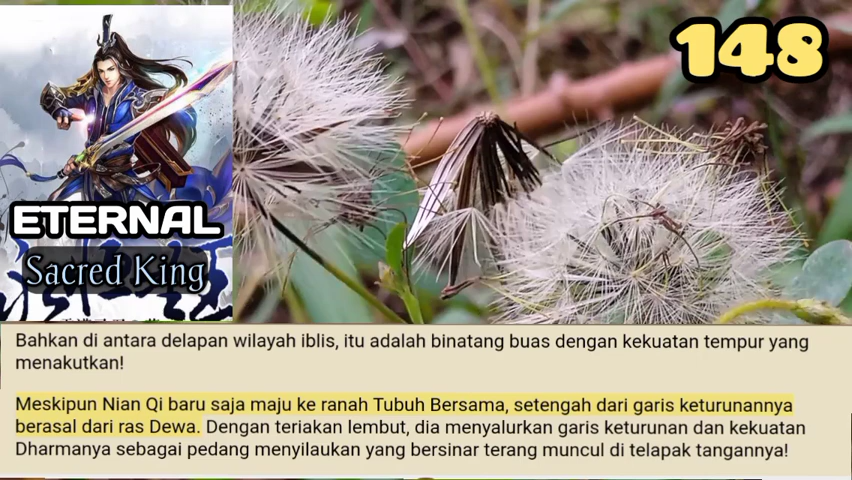 148
ETERNAL
Sacred King
Bahkan di antara delapan wilayah iblis, itu adalah binatang buas dengan kekuatan tempur yang
menakutkan!
Meskipun Nian Qi baru saja maju ke ranah Tubuh Bersama, setengah dari garis keturunannya
berasal dari ras Dewa. Dengan teriakan lembut, dia menyalurkan garis keturunan dan kekuatan
Dharmanya sebagai pedang menyilaukan yang bersinar terang muncul di telapak tangannya!